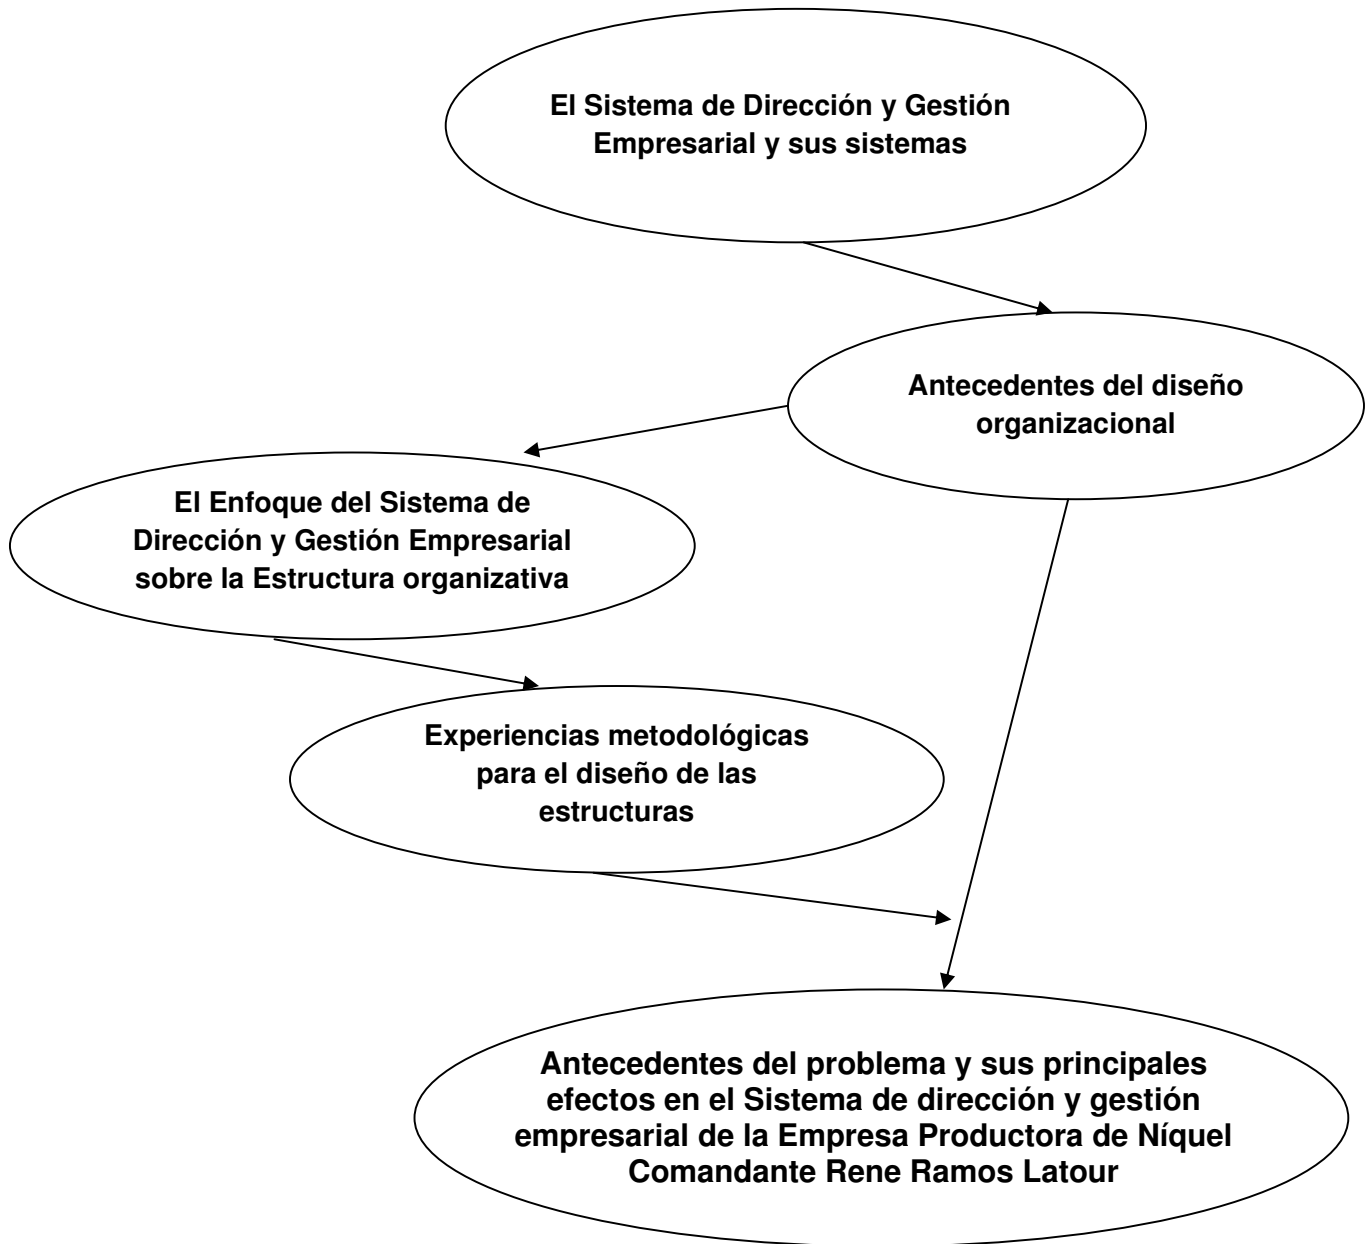 El Sistema de Dirección y Gestión
Empresarial y sus sistemas
Antecedentes del diseño
organizacional
El Enfoque del Sistema de
Dirección y Gestión Empresarial
sobre la Estructura organizativa
Experiencias metodológicas
para el diseño de las
estructuras
Antecedentes del problema y sus principales
efectos en el Sistema de dirección y gestión
empresarial de la Empresa Productora de Níquel
Comandante Rene Ramos Latour